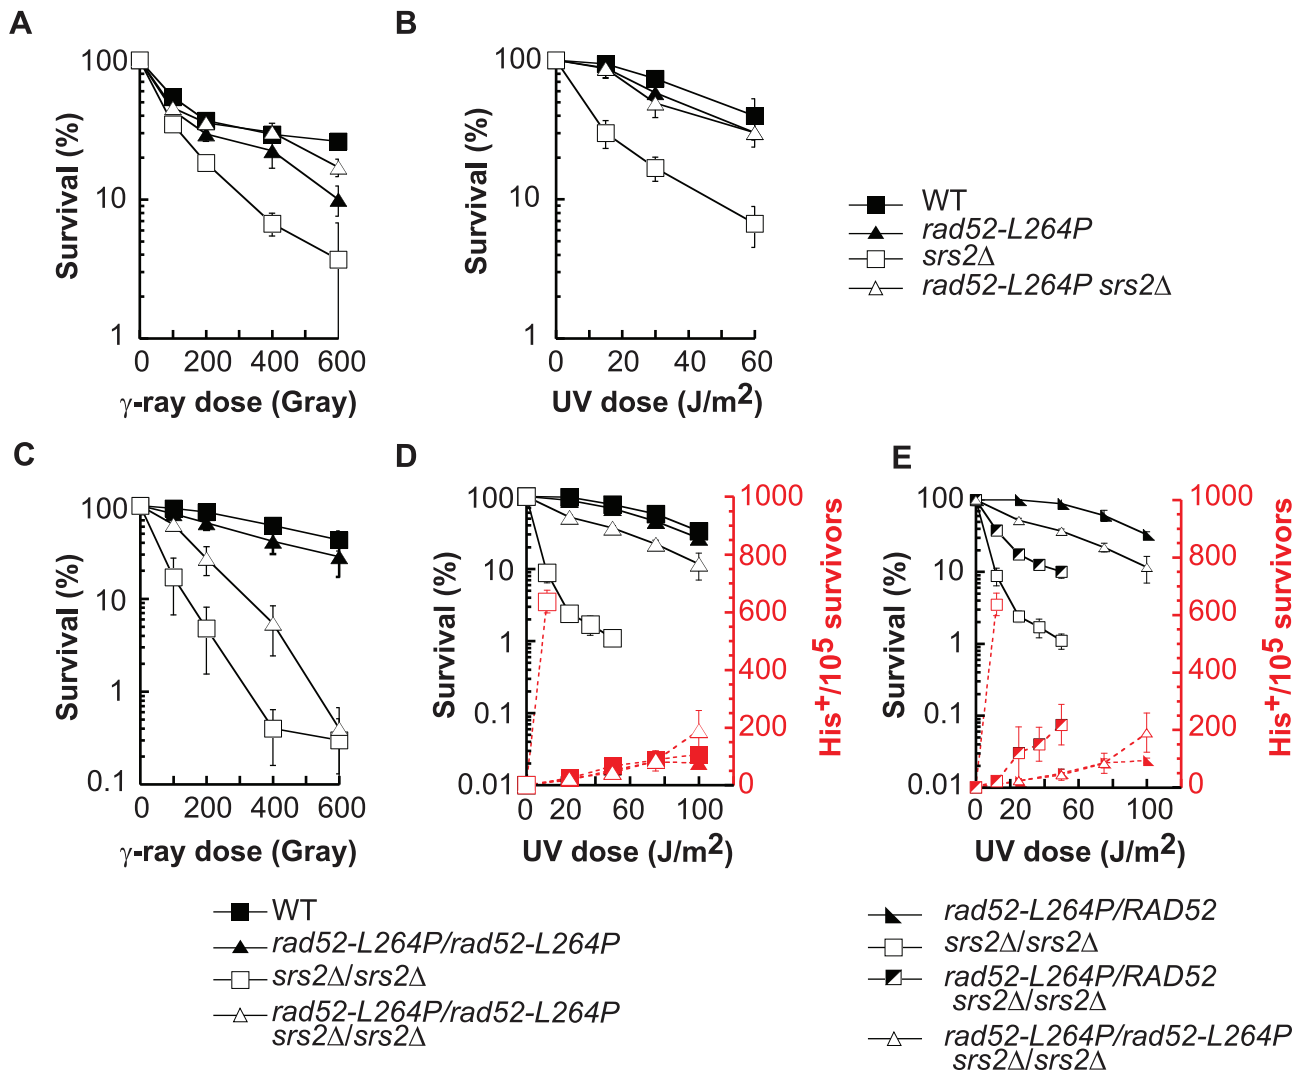 A
100
10
1
Survival (%)
0 200 400 600
γ-ray dose (Gray)
B
100
10
1
Survival (%)
0 20 40 60
UV dose (J/m²)
WT
rad52-L264P
srs2Δ
rad52-L264P srs2Δ
C
100
10
1
0.1
Survival (%)
0 200 400 600
γ-ray dose (Gray)
D
100
10
1
0.1
0.01
Survival (%)
0 20 60 100
UV dose (J/m²)
1000
800
600
400
200
0
His⁺/10⁵ survivors
E
100
10
1
0.1
0.01
Survival (%)
0 20 60 100
UV dose (J/m²)
1000
800
600
400
200
0
His⁺/10⁵ survivors
WT
rad52-L264P/rad52-L264P
srs2Δ/srs2Δ
rad52-L264P/rad52-L264P
srs2Δ/srs2Δ
rad52-L264P/RAD52
srs2Δ/srs2Δ
rad52-L264P/RAD52
srs2Δ/srs2Δ
rad52-L264P/rad52-L264P
srs2Δ/srs2Δ